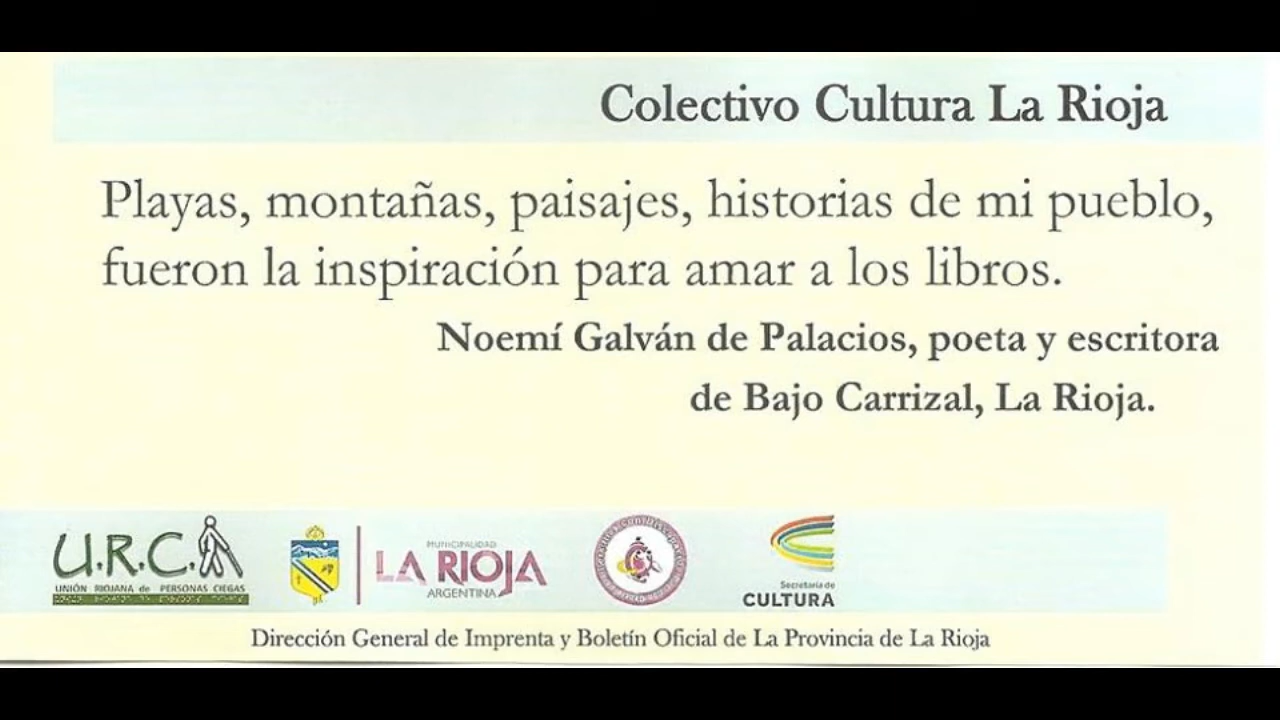 Colectivo Cultura La Rioja
Playas, montañas, paisajes, historias de mi pueblo,
fueron la inspiración para amar a los libros.
Noemí Galván de Palacios, poeta y escritora
de Bajo Carrizal, La Rioja.
U.R.C.
UNIÓN RIOJANA de PERSONAS CIEGAS
MUNICIPALIDAD
LA RIOJA
ARGENTINA
Secretaría de
CULTURA
Dirección General de Imprenta y Boletín Oficial de La Provincia de La Rioja